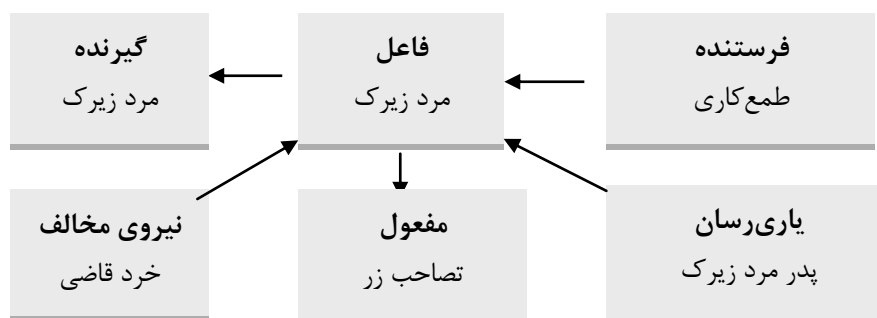 فرستنده
طمع‌کاری
فاعل
مرد زیرک
گیرنده
مرد زیرک
یاری‌رسان
پدر مرد زیرک
مفعول
تصاحب زر
نیروی مخالف
خرد قاضی